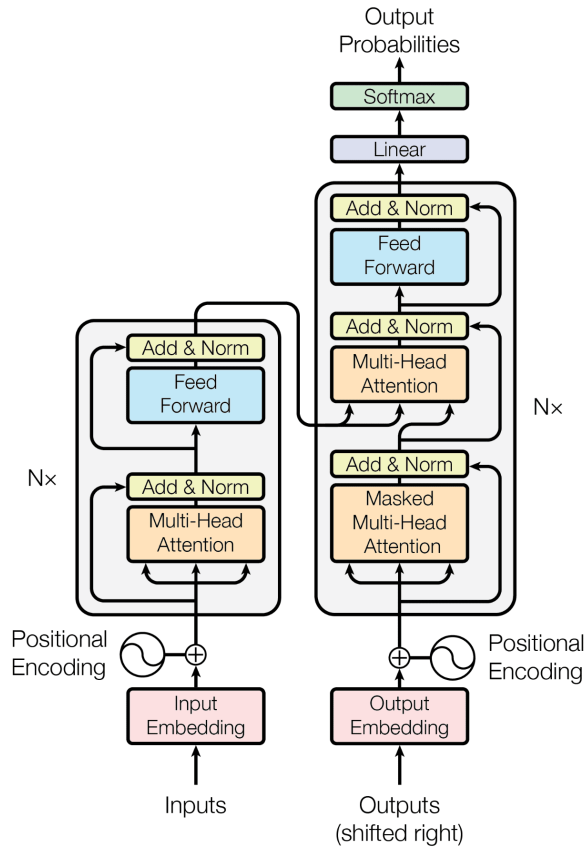 Output
Probabilities
Softmax
Linear
Add & Norm
Feed
Forward
Add & Norm
Multi-Head
Attention
N×
Add & Norm
Masked
Multi-Head
Attention
Add & Norm
Feed
Forward
N×
Add & Norm
Multi-Head
Attention
Positional
Encoding
Positional
Encoding
Input
Embedding
Output
Embedding
Inputs
Outputs
(shifted right)